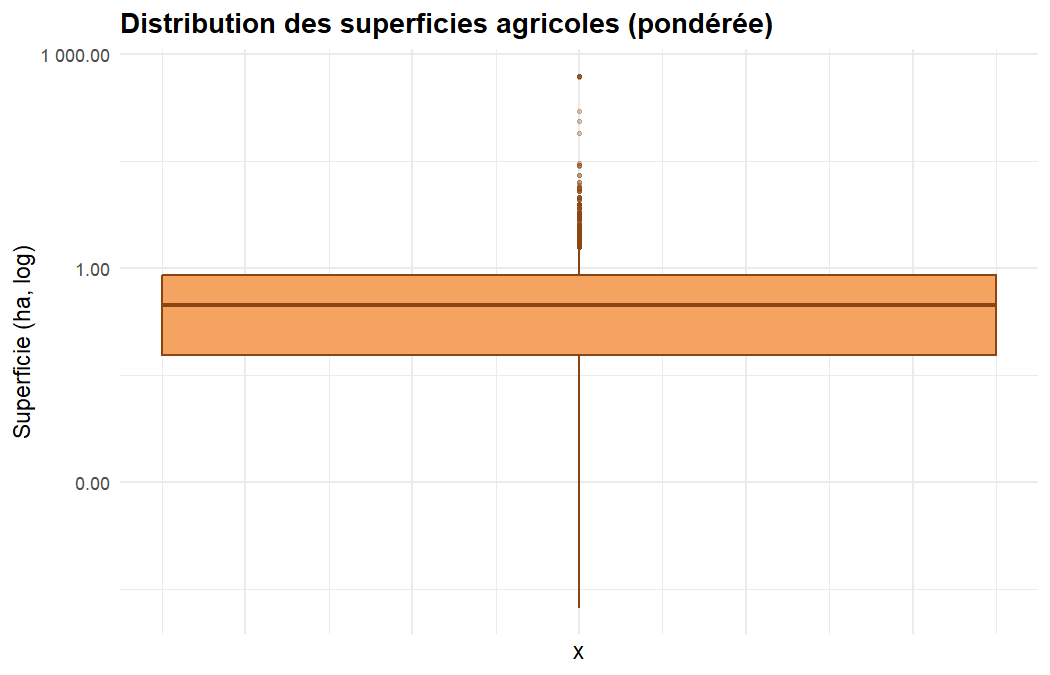 Distribution des superficies agricoles (pondérée)
1 000.00
1.00
0.00
Superficie (ha, log)
x